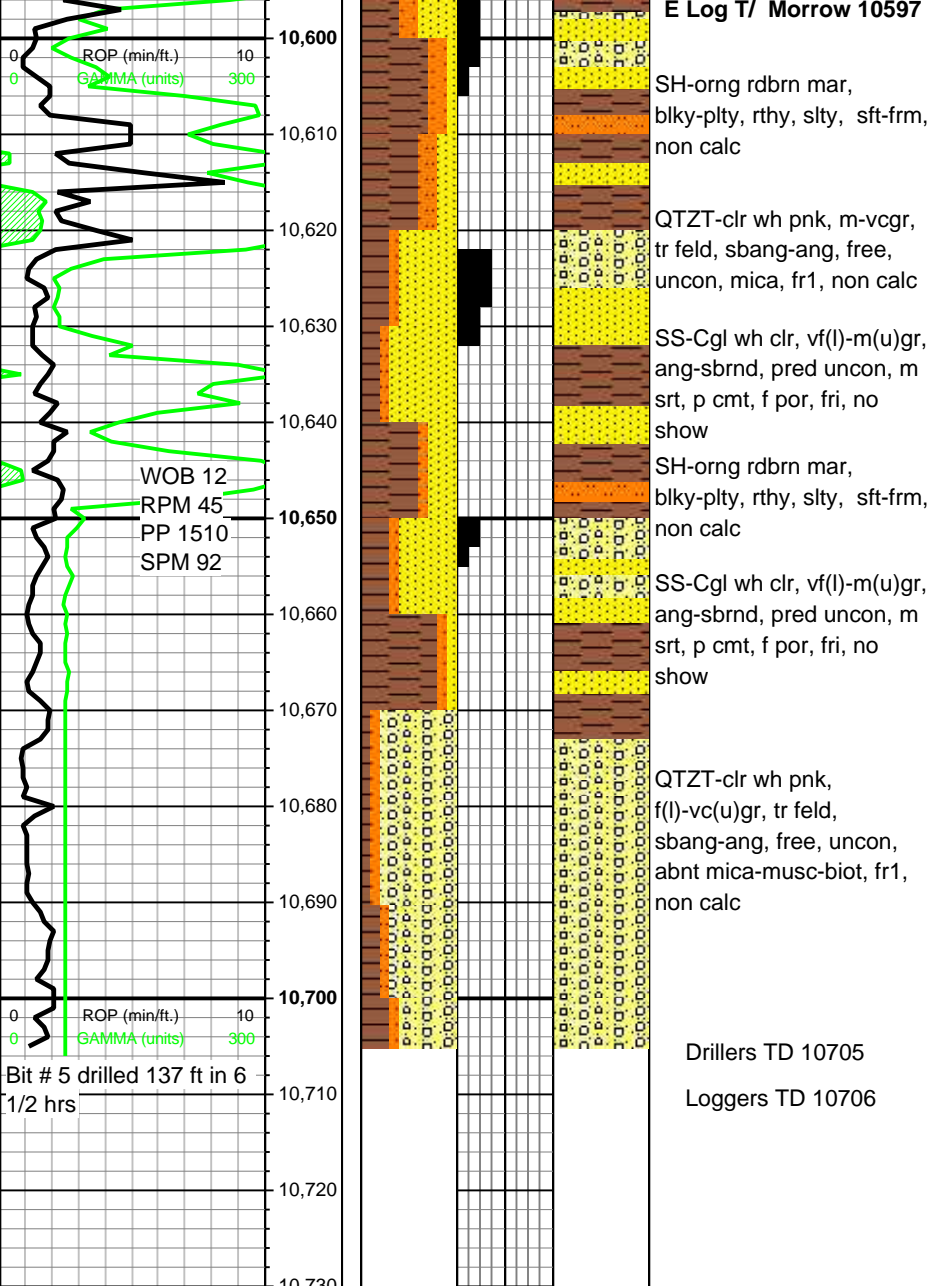 E Log T/ Morrow 10597
0 ROP (min/ft.) 10
0 GAMMA (units) 300
10,600
SH-orng rdbrn mar,
blky-plty, rthy, slty, sft-frm,
non calc
10,610
QTZT-clr wh pnk, m-vcgr,
tr feld, sbang-ang, free,
uncon, mica, fr1, non calc
10,620
10,630
SS-Cgl wh clr, vf(l)-m(u)gr,
ang-sbrnd, pred uncon, m
srt, p cmt, f por, fri, no
show
10,640
SH-orng rdbrn mar,
blky-plty, rthy, slty, sft-frm,
non calc
WOB 12
RPM 45
PP 1510
SPM 92
10,650
SS-Cgl wh clr, vf(l)-m(u)gr,
ang-sbrnd, pred uncon, m
srt, p cmt, f por, fri, no
show
10,660
10,670
QTZT-clr wh pnk,
f(l)-vc(u)gr, tr feld,
sbang-ang, free, uncon,
abnt mica-musc-biot, fr1,
non calc
10,680
10,690
10,700
0 ROP (min/ft.) 10
0 GAMMA (units) 300
Drillers TD 10705
Bit # 5 drilled 137 ft in 6
1/2 hrs
Loggers TD 10706
10,710
10,720
10,730